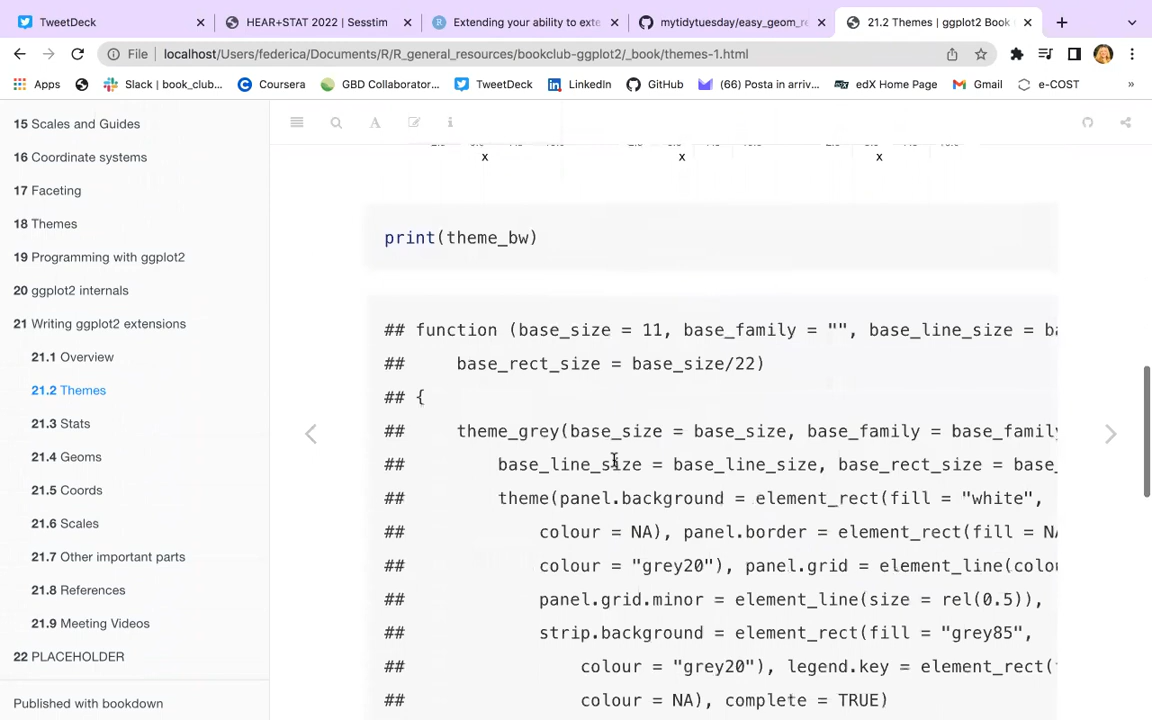 TweetDeck
HEAR+STAT 2022 | Sesstim
Extending your ability to exte
mytidytuesday/easy_geom_re
21.2 Themes | ggplot2 Book
File
localhost/Users/federica/Documents/R/R_general_resources/bookclub-ggplot2/_book/themes-1.html
Apps
Slack | book_club...
Coursera
GBD Collaborator...
TweetDeck
LinkedIn
GitHub
(66) Posta in arriv...
edX Home Page
Gmail
e-COST
»
15 Scales and Guides
16 Coordinate systems
17 Faceting
18 Themes
19 Programming with ggplot2
20 ggplot2 internals
21 Writing ggplot2 extensions
21.1 Overview
21.2 Themes
21.3 Stats
21.4 Geoms
21.5 Coords
21.6 Scales
21.7 Other important parts
21.8 References
21.9 Meeting Videos
22 PLACEHOLDER
Published with bookdown
x x x
print(theme_bw)
## function (base_size = 11, base_family = "", base_line_size = ba
## base_rect_size = base_size/22)
## {
## theme_grey(base_size = base_size, base_family = base_family
## base_line_size = base_line_size, base_rect_size = base_
## theme(panel.background = element_rect(fill = "white",
## colour = NA), panel.border = element_rect(fill = NA
## colour = "grey20"), panel.grid = element_line(colou
## panel.grid.minor = element_line(size = rel(0.5)),
## strip.background = element_rect(fill = "grey85",
## colour = "grey20"), legend.key = element_rect(
## colour = NA), complete = TRUE)